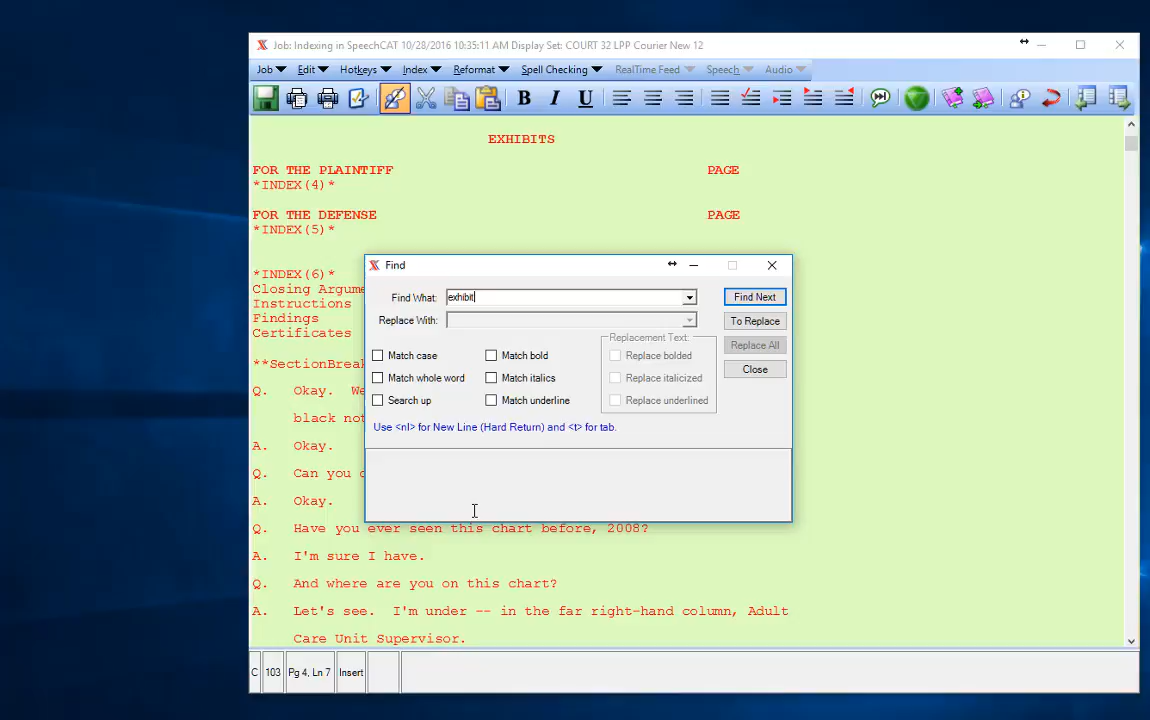 Job: Indexing in SpeechCAT 10/28/2016 10:35:11 AM Display Set: COURT 32 LPP Courier New 12
Job Edit Hotkeys Index Reformat Spell Checking RealTime Feed Speech Audio
B I U
EXHIBITS
FOR THE PLAINTIFF PAGE
*INDEX(4)*
FOR THE DEFENSE PAGE
*INDEX(5)*
*INDEX(6)*
Closing Argume
Instructions
Findings
Certificates
**SectionBreak
Q. Okay. We
black not
A. Okay.
Q. Can you
A. Okay.
Q. Have you ever seen this chart before, 2008?
A. I'm sure I have.
Q. And where are you on this chart?
A. Let's see. I'm under -- in the far right-hand column, Adult
Care Unit Supervisor.
Find
Find What: exhibit
Find Next
Replace With:
To Replace
Replacement Text:
Replace All
Match case
Match bold
Replace bolded
Close
Match whole word
Match italics
Replace italicized
Search up
Match underline
Replace underlined
Use <nl> for New Line (Hard Return) and <t> for tab.
C 103 Pg 4, Ln 7 Insert